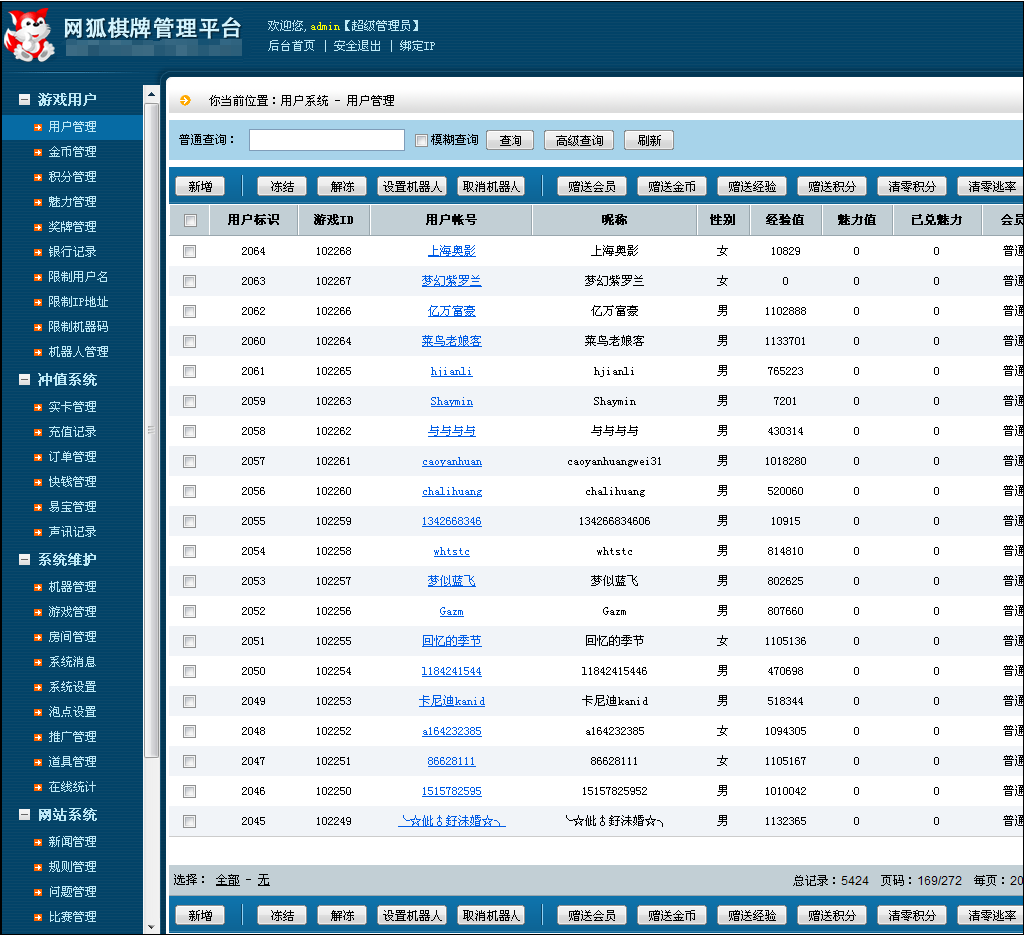 网狐棋牌管理平台
欢迎您, admin【超级管理员】
后台首页 | 安全退出 | 绑定IP
游戏用户
用户管理
金币管理
积分管理
魅力管理
奖牌管理
银行记录
限制用户名
限制IP地址
限制机器码
机器人管理
冲值系统
实卡管理
充值记录
订单管理
快钱管理
易宝管理
声讯记录
系统维护
机器管理
游戏管理
房间管理
系统消息
系统设置
泡点设置
推广管理
道具管理
在线统计
网站系统
新闻管理
规则管理
问题管理
比赛管理
你当前位置：用户系统 - 用户管理
普通查询： 模糊查询 查询 高级查询 刷新
新增 冻结 解冻 设置机器人 取消机器人 赠送会员 赠送金币 赠送经验 赠送积分 清零积分 清零逃率
用户标识 游戏ID 用户帐号 昵称 性别 经验值 魅力值 已兑魅力 会员
2064 102268 上海奥影 上海奥影 女 10829 0 0 普通
2063 102267 梦幻紫罗兰 梦幻紫罗兰 女 0 0 0 普通
2062 102266 亿万富豪 亿万富豪 男 1102888 0 0 普通
2060 102264 菜鸟老娘客 菜鸟老娘客 男 1133701 0 0 普通
2061 102265 hjianli hjianli 男 765223 0 0 普通
2059 102263 Shaymin Shaymin 男 7201 0 0 普通
2058 102262 与与与与 与与与与 男 430314 0 0 普通
2057 102261 caoyanhuan caoyanhuangwei31 男 1018280 0 0 普通
2056 102260 chalihuang chalihuang 男 520060 0 0 普通
2055 102259 1342668346 134266834606 男 10915 0 0 普通
2054 102258 whtstc whtstc 男 814810 0 0 普通
2053 102257 梦似蓝飞 梦似蓝飞 男 802625 0 0 普通
2052 102256 Gazm Gazm 男 807660 0 0 普通
2051 102255 回忆的季节 回忆的季节 女 1105136 0 0 普通
2050 102254 l1842415​44 l1842415446 男 470698 0 0 普通
2049 102253 卡尼迪kanid 卡尼迪kanid 男 518344 0 0 普通
2048 102252 a164232385 a164232385 女 1094305 0 0 普通
2047 102251 86628111 86628111 女 1105167 0 0 普通
2046 102250 1515782595 15157825952 男 1010042 0 0 普通
2045 102249 男 1132365 0 0 普通
选择： 全部 - 无 总记录：5424 页码：169/272 每页：20
新增 冻结 解冻 设置机器人 取消机器人 赠送会员 赠送金币 赠送经验 赠送积分 清零积分 清零逃率